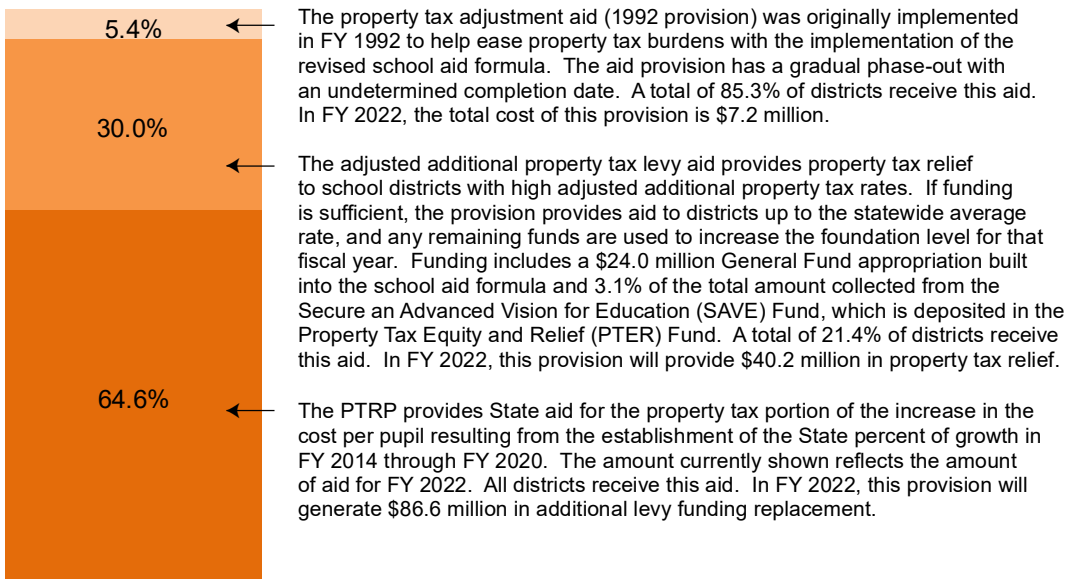 5.4%
The property tax adjustment aid (1992 provision) was originally implemented
in FY 1992 to help ease property tax burdens with the implementation of the
revised school aid formula.  The aid provision has a gradual phase-out with
an undetermined completion date.  A total of 85.3% of districts receive this aid.
In FY 2022, the total cost of this provision is $7.2 million.
30.0%
The adjusted additional property tax levy aid provides property tax relief
to school districts with high adjusted additional property tax rates.  If funding
is sufficient, the provision provides aid to districts up to the statewide average
rate, and any remaining funds are used to increase the foundation level for that
fiscal year.  Funding includes a $24.0 million General Fund appropriation built
into the school aid formula and 3.1% of the total amount collected from the
Secure an Advanced Vision for Education (SAVE) Fund, which is deposited in the
Property Tax Equity and Relief (PTER) Fund.  A total of 21.4% of districts receive
this aid.  In FY 2022, this provision will provide $40.2 million in property tax relief.
64.6%
The PTRP provides State aid for the property tax portion of the increase in the
cost per pupil resulting from the establishment of the State percent of growth in
FY 2014 through FY 2020.  The amount currently shown reflects the amount
of aid for FY 2022.  All districts receive this aid.  In FY 2022, this provision will
generate $86.6 million in additional levy funding replacement.